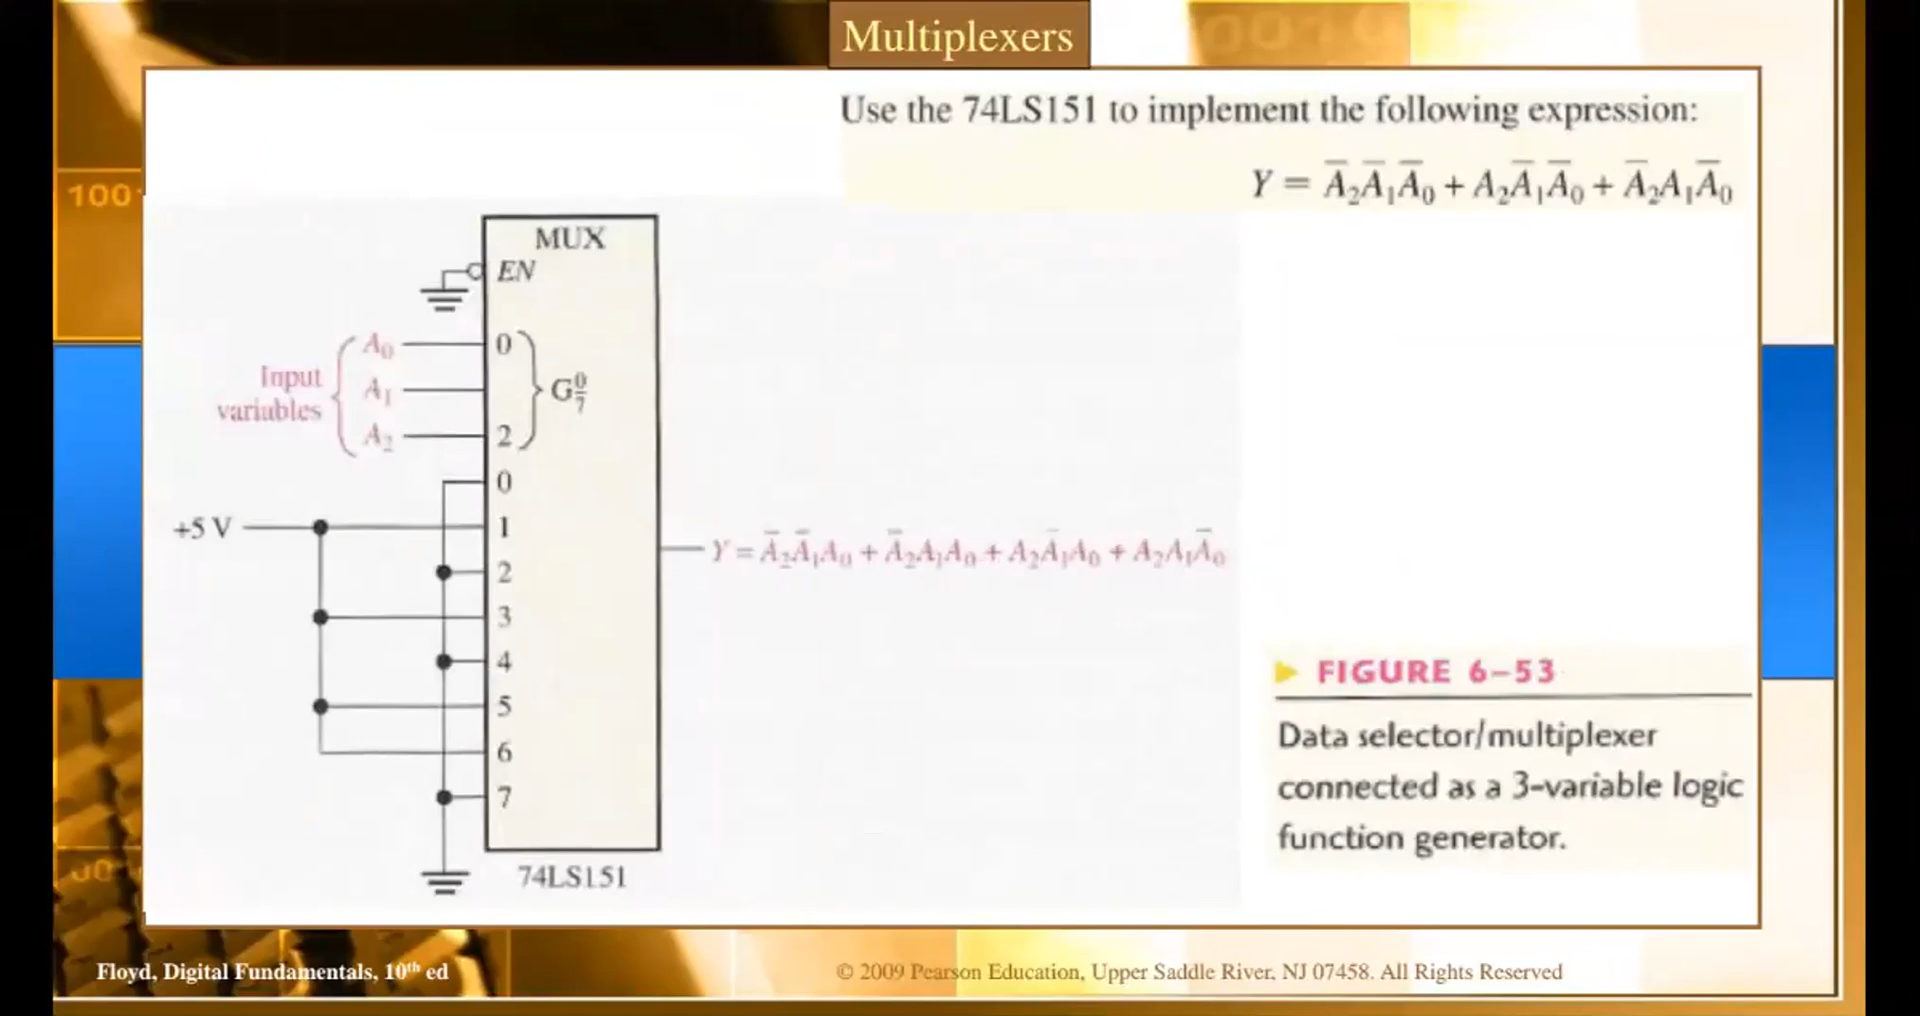 Multiplexers
Use the 74LS151 to implement the following expression:
Y = A̅₂A̅₁A̅₀ + A₂A̅₁A̅₀ + A̅₂A₁A̅₀
100
MUX
EN
A₀ 0
Input
variables
A₁ G 0/7
A₂ 2
0
+5 V 1
Y = A̅₂A̅₁A₀ + A̅₂A₁A₀ + A₂A̅₁A₀ + A₂A₁A̅₀
2
3
4
5
6
7
74LS151
FIGURE 6–53
Data selector/multiplexer
connected as a 3-variable logic
function generator.
Floyd, Digital Fundamentals, 10th ed
© 2009 Pearson Education, Upper Saddle River, NJ 07458. All Rights Reserved